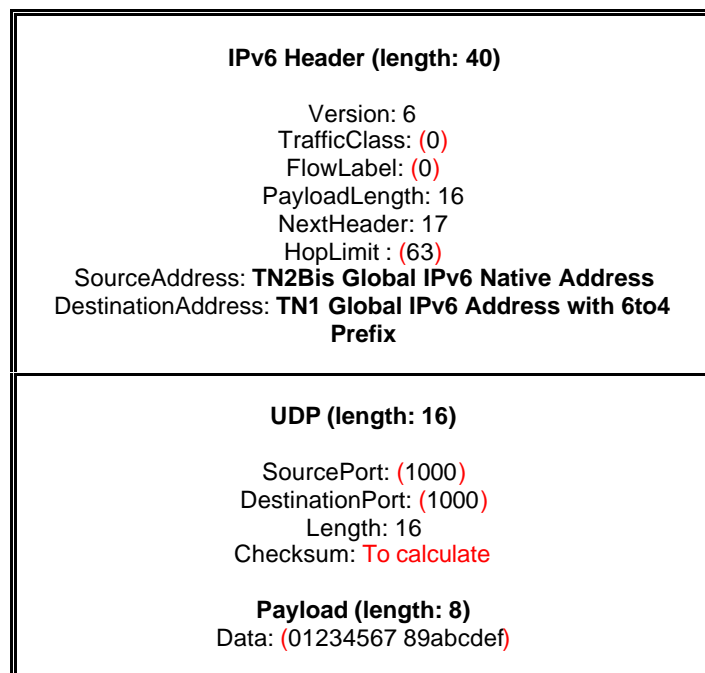 IPv6 Header (length: 40)
Version: 6
TrafficClass: (0)
FlowLabel: (0)
PayloadLength: 16
NextHeader: 17
HopLimit : (63)
SourceAddress: TN2Bis Global IPv6 Native Address
DestinationAddress: TN1 Global IPv6 Address with 6to4
Prefix
UDP (length: 16)
SourcePort: (1000)
DestinationPort: (1000)
Length: 16
Checksum: To calculate
Payload (length: 8)
Data: (01234567 89abcdef)